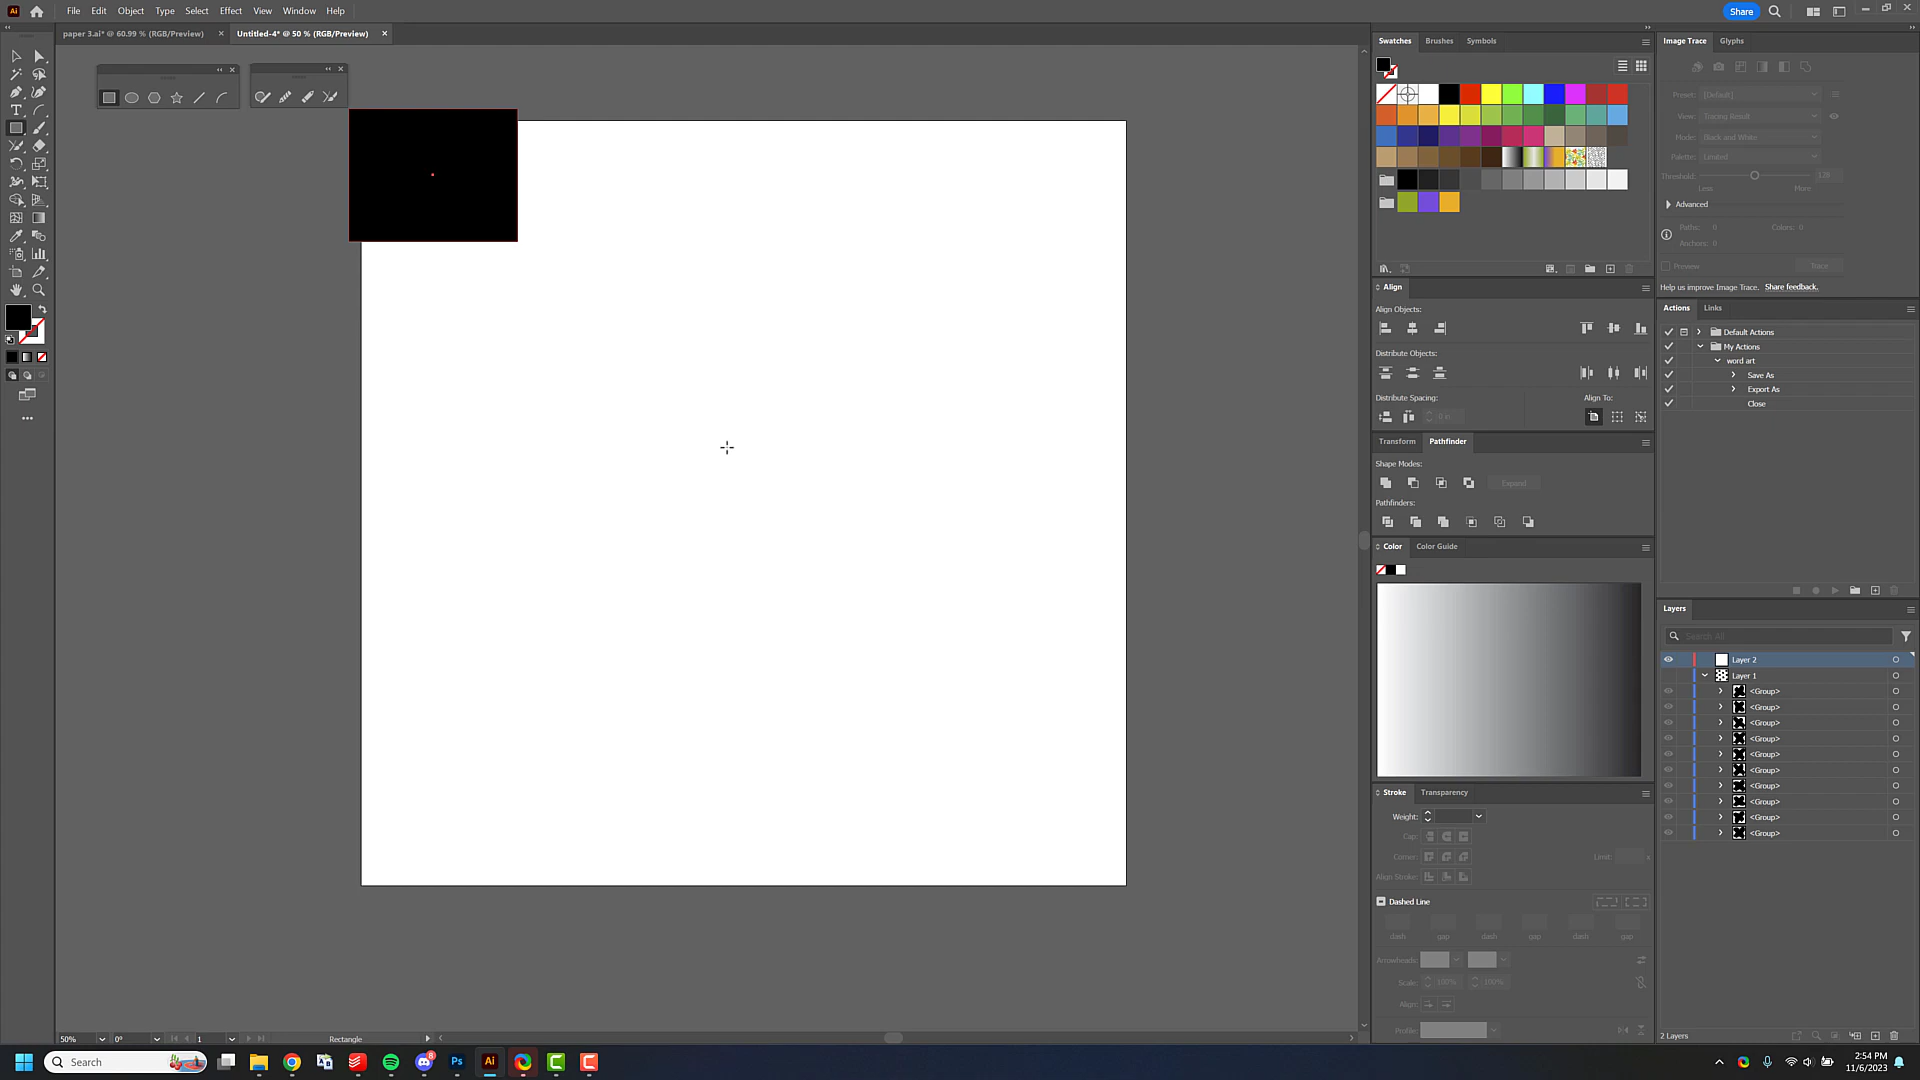 File Edit Object Type Select Effect View Window Help
Share
paper 3.ai* @ 60.99 % (RGB/Preview)
Untitled-4* @ 50 % (RGB/Preview)
Swatches Brushes Symbols
Image Trace Glyphs
Preset: [Default]
View: Tracing Result
Mode: Black and White
Palette: Limited
Threshold: 128
Less More
Advanced
Paths: 0 Colors: 0
Anchors: 0
Preview Trace
Help us improve Image Trace. Share feedback.
Align
Align Objects:
Distribute Objects:
Distribute Spacing: Align To:
0 in
Actions Links
Default Actions
My Actions
word art
Save As
Export As
Close
Transform Pathfinder
Shape Modes:
Expand
Pathfinders:
Color Color Guide
Stroke Transparency
Weight:
Cap:
Corner: Limit: x
Align Stroke:
Dashed Line
dash gap dash gap dash gap
Arrowheads:
Scale: 100% 100%
Align:
Profile:
Layers
Search All
Layer 2
Layer 1
<Group>
<Group>
<Group>
<Group>
<Group>
<Group>
<Group>
<Group>
<Group>
<Group>
2 Layers
50% 0° 1 Rectangle
Search
8
Ps
Ai
2:54 PM
11/6/2023